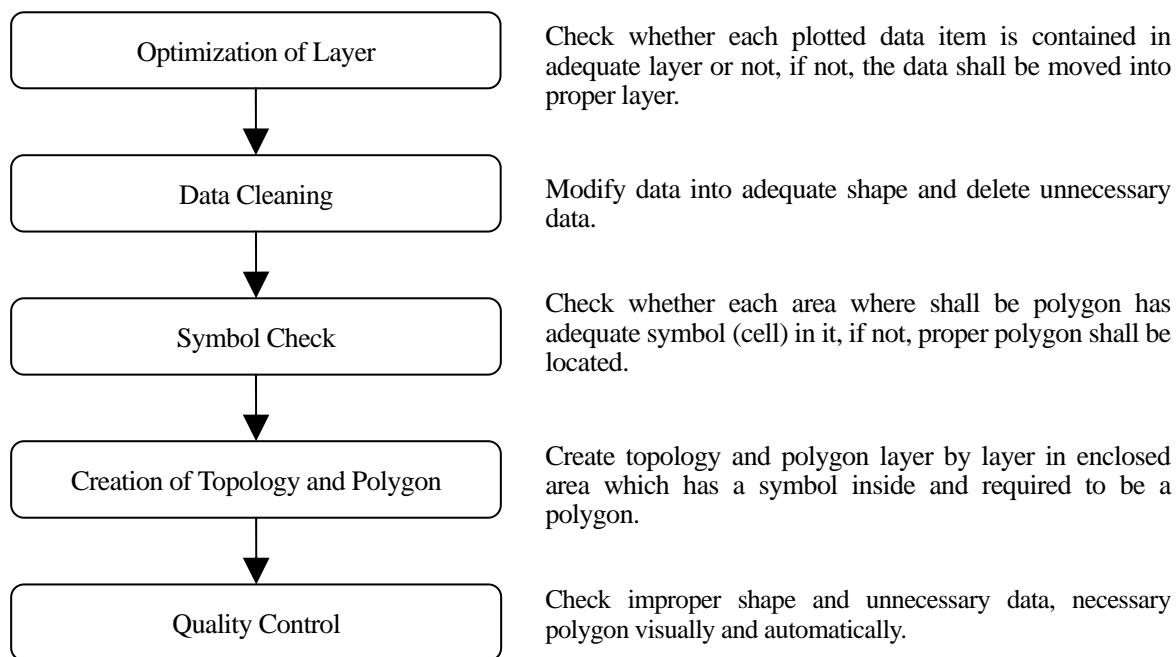 Optimization of Layer
Check whether each plotted data item is contained in
adequate layer or not, if not, the data shall be moved into
proper layer.
Data Cleaning
Modify data into adequate shape and delete unnecessary
data.
Symbol Check
Check whether each area where shall be polygon has
adequate symbol (cell) in it, if not, proper polygon shall be
located.
Creation of Topology and Polygon
Create topology and polygon layer by layer in enclosed
area which has a symbol inside and required to be a
polygon.
Quality Control
Check improper shape and unnecessary data, necessary
polygon visually and automatically.